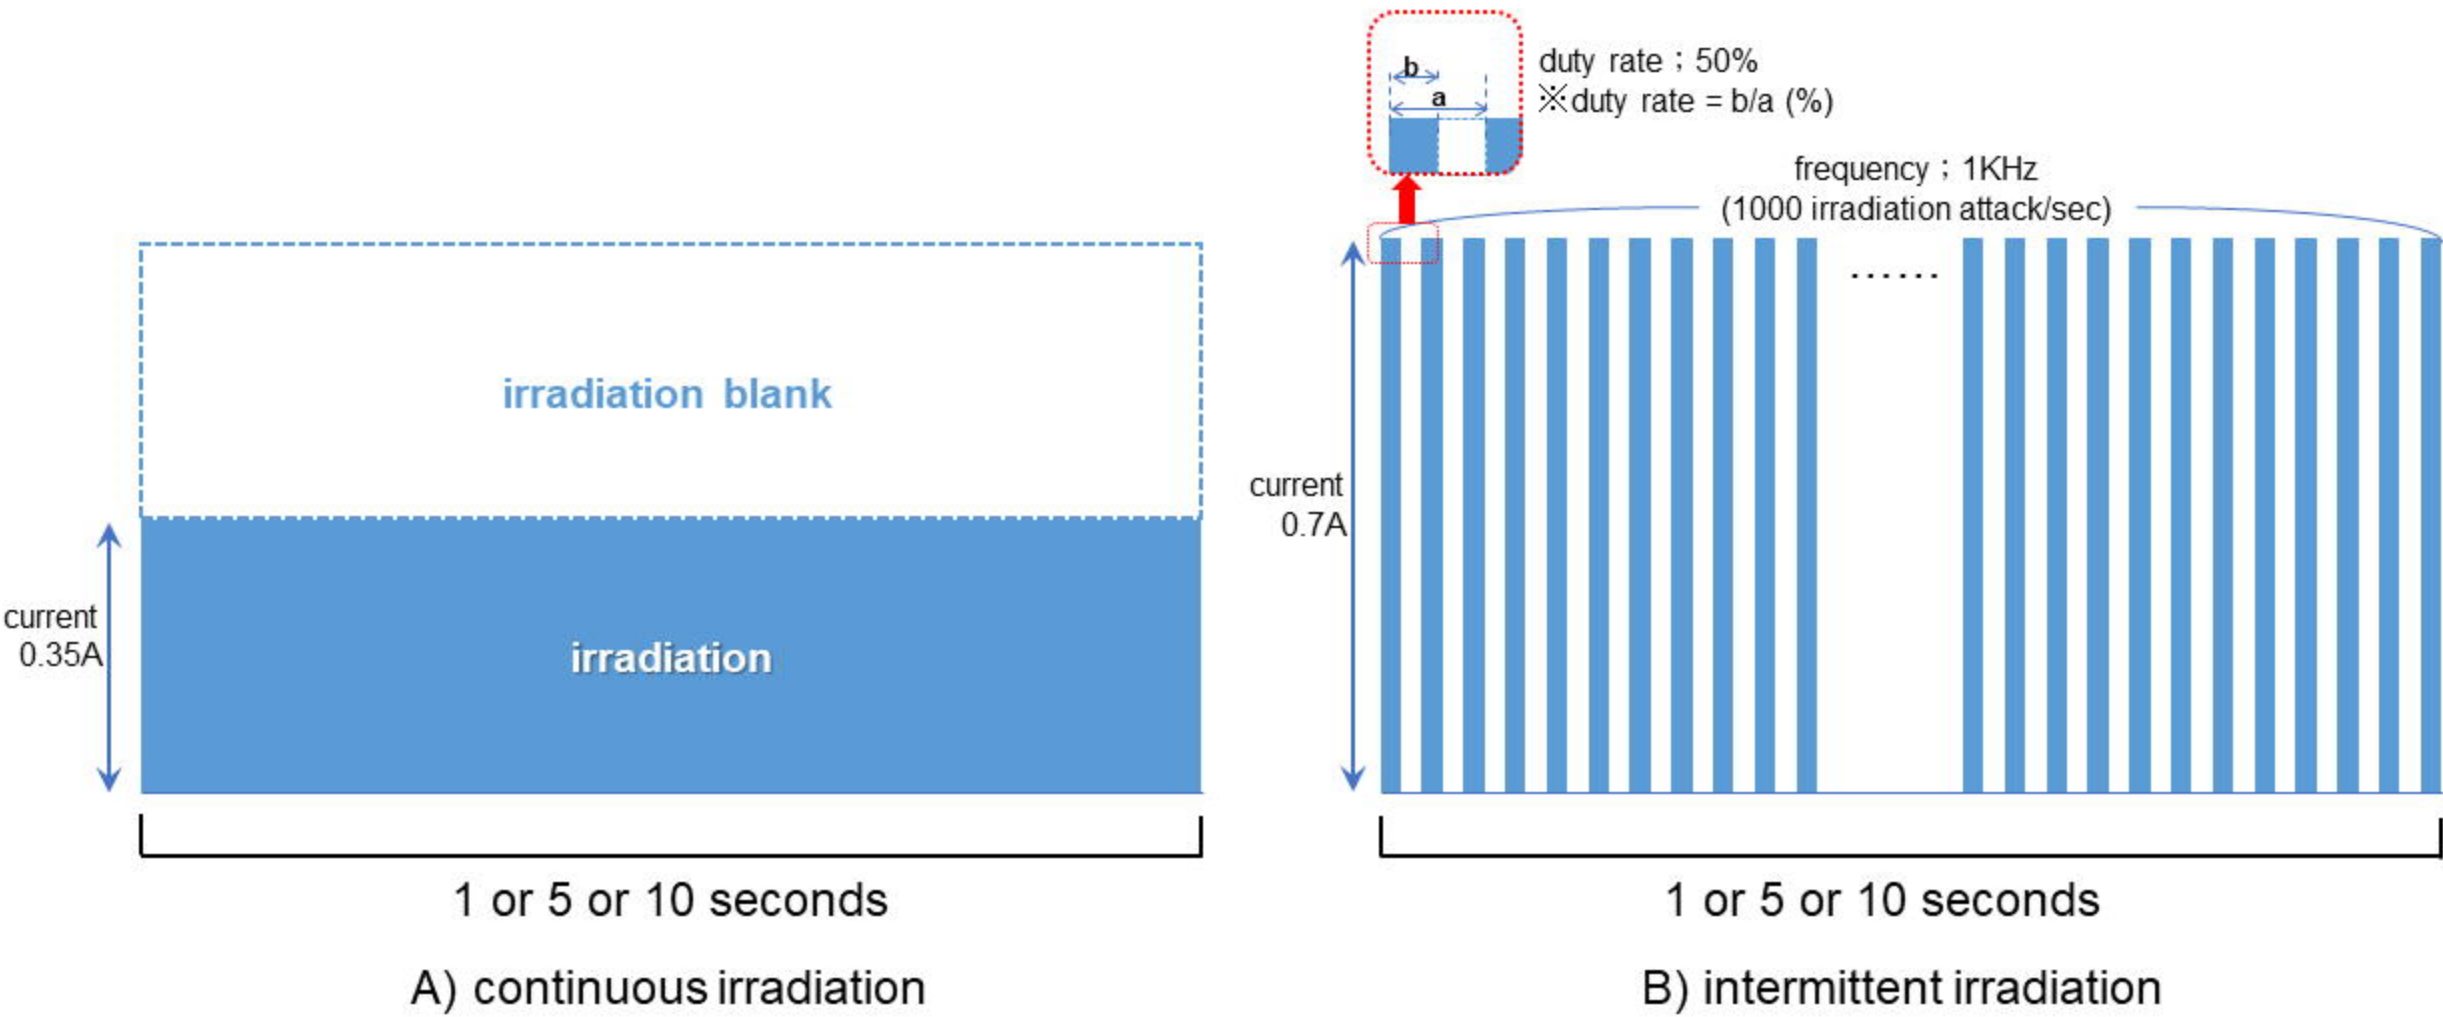 b
a
duty rate ; 50%
※duty rate = b/a (%)
frequency ; 1KHz
(1000 irradiation attack/sec)
irradiation blank
irradiation
current
0.35A
current
0.7A
......
1 or 5 or 10 seconds
1 or 5 or 10 seconds
A) continuous irradiation
B) intermittent irradiation